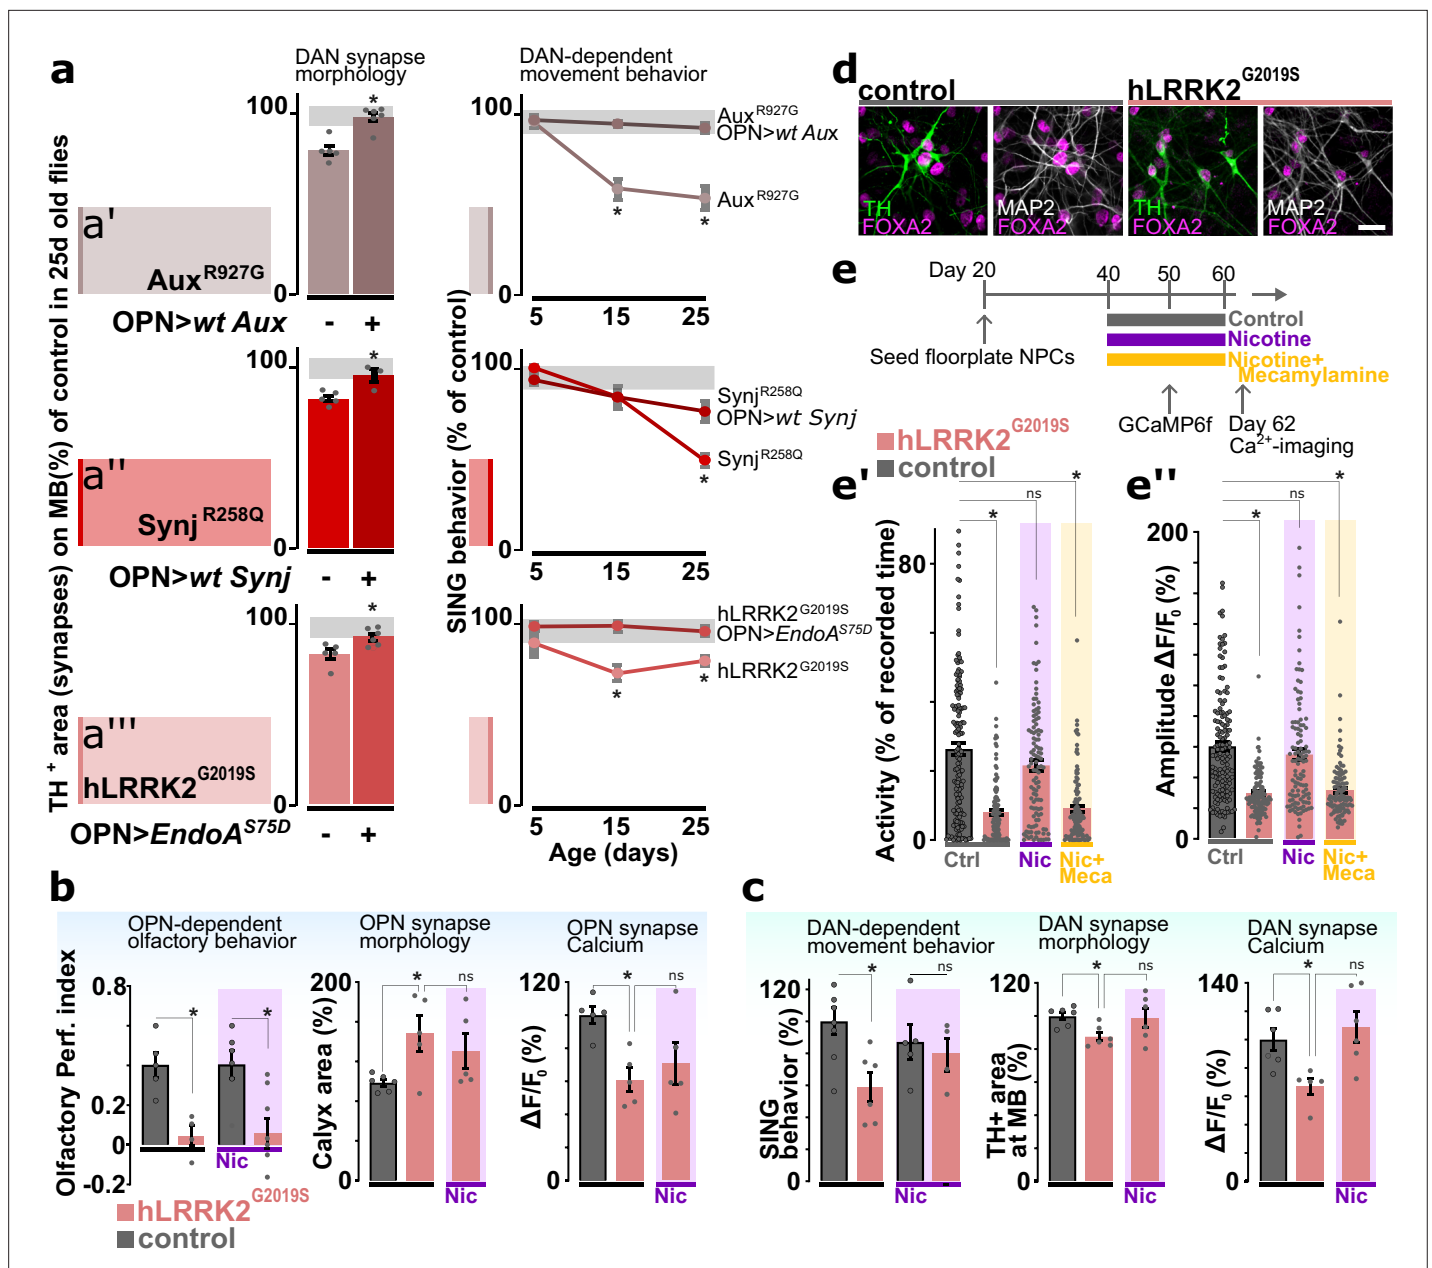 a
DAN synapse
morphology
DAN-dependent
movement behavior
TH⁺ area (synapses) on MB(%) of control in 25d old flies
SING behavior (% of control)
100
*
0
a'
Aux^R927G
OPN>wt Aux
-
+
100
0
Aux^R927G
OPN>wt Aux
Aux^R927G
*
*
5
15
25
100
*
0
a''
Synj^R258Q
OPN>wt Synj
-
+
100
0
Synj^R258Q
OPN>wt Synj
Synj^R258Q
*
5
15
25
100
*
0
a'''
hLRRK2^G2019S
OPN>EndoA^S75D
-
+
100
0
hLRRK2^G2019S
OPN>EndoA^S75D
hLRRK2^G2019S
*
*
5
15
25
Age (days)
d
control
hLRRK2^G2019S
TH
FOXA2
MAP2
FOXA2
TH
FOXA2
MAP2
FOXA2
e
Day 20
40
50
60
Control
Nicotine
Nicotine+
Mecamylamine
Seed floorplate NPCs
GCaMP6f
Day 62
Ca²⁺-imaging
hLRRK2^G2019S
control
e'
Activity (% of recorded time)
80
0
*
ns
*
Ctrl
Nic
Nic+
Meca
e''
Amplitude ΔF/F₀ (%)
200
0
*
ns
*
Ctrl
Nic
Nic+
Meca
b
OPN-dependent
olfactory behavior
Olfactory Perf. index
0.8
0.2
0
-0.2
*
*
Nic
OPN synapse
morphology
Calyx area (%)
200
0
*
ns
Nic
OPN synapse
Calcium
ΔF/F₀ (%)
120
0
*
ns
Nic
hLRRK2^G2019S
control
c
DAN-dependent
movement behavior
SING
behavior (%)
120
0
*
ns
Nic
DAN synapse
morphology
TH+ area
at MB (%)
120
0
*
ns
Nic
DAN synapse
Calcium
ΔF/F₀ (%)
140
0
*
ns
Nic